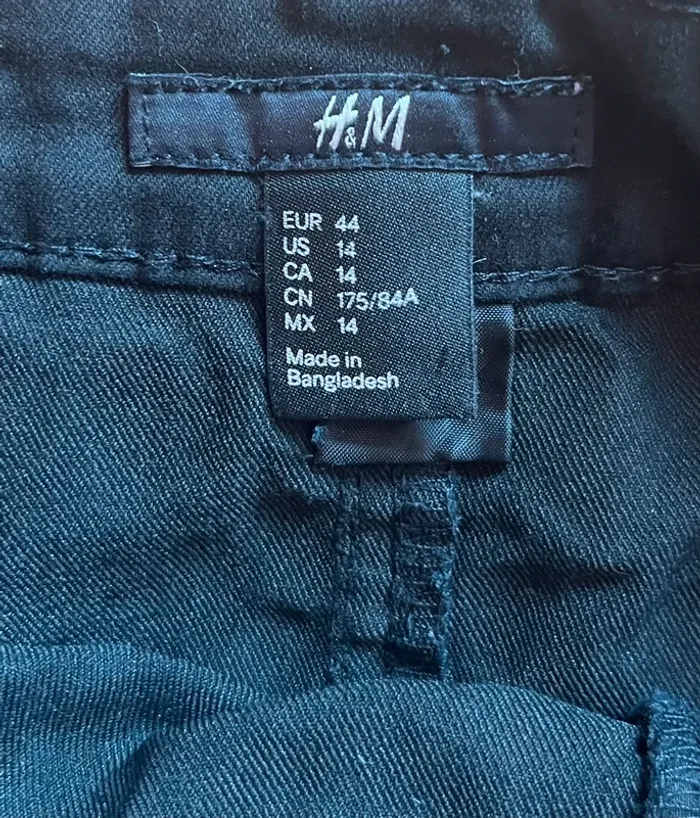 H&M
EUR 44
US 14
CA 14
CN 175/84A
MX 14
Made in
Bangladesh